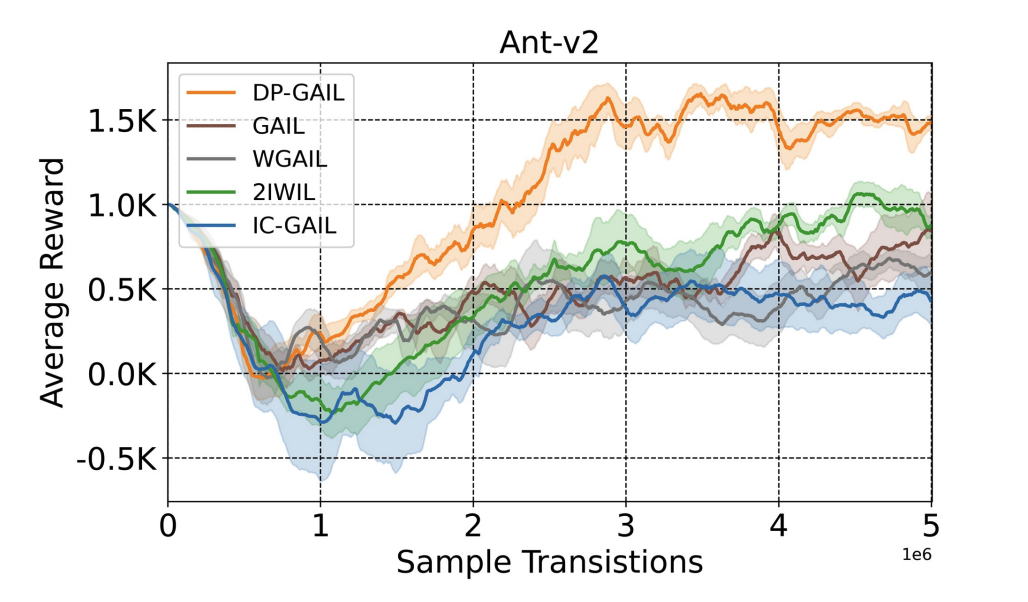 Ant-v2
DP-GAIL
GAIL
WGAIL
2IWIL
IC-GAIL
1.5K
1.0K
0.5K
0.0K
-0.5K
Average Reward
0 1 2 3 4 5
1e6
Sample Transistions